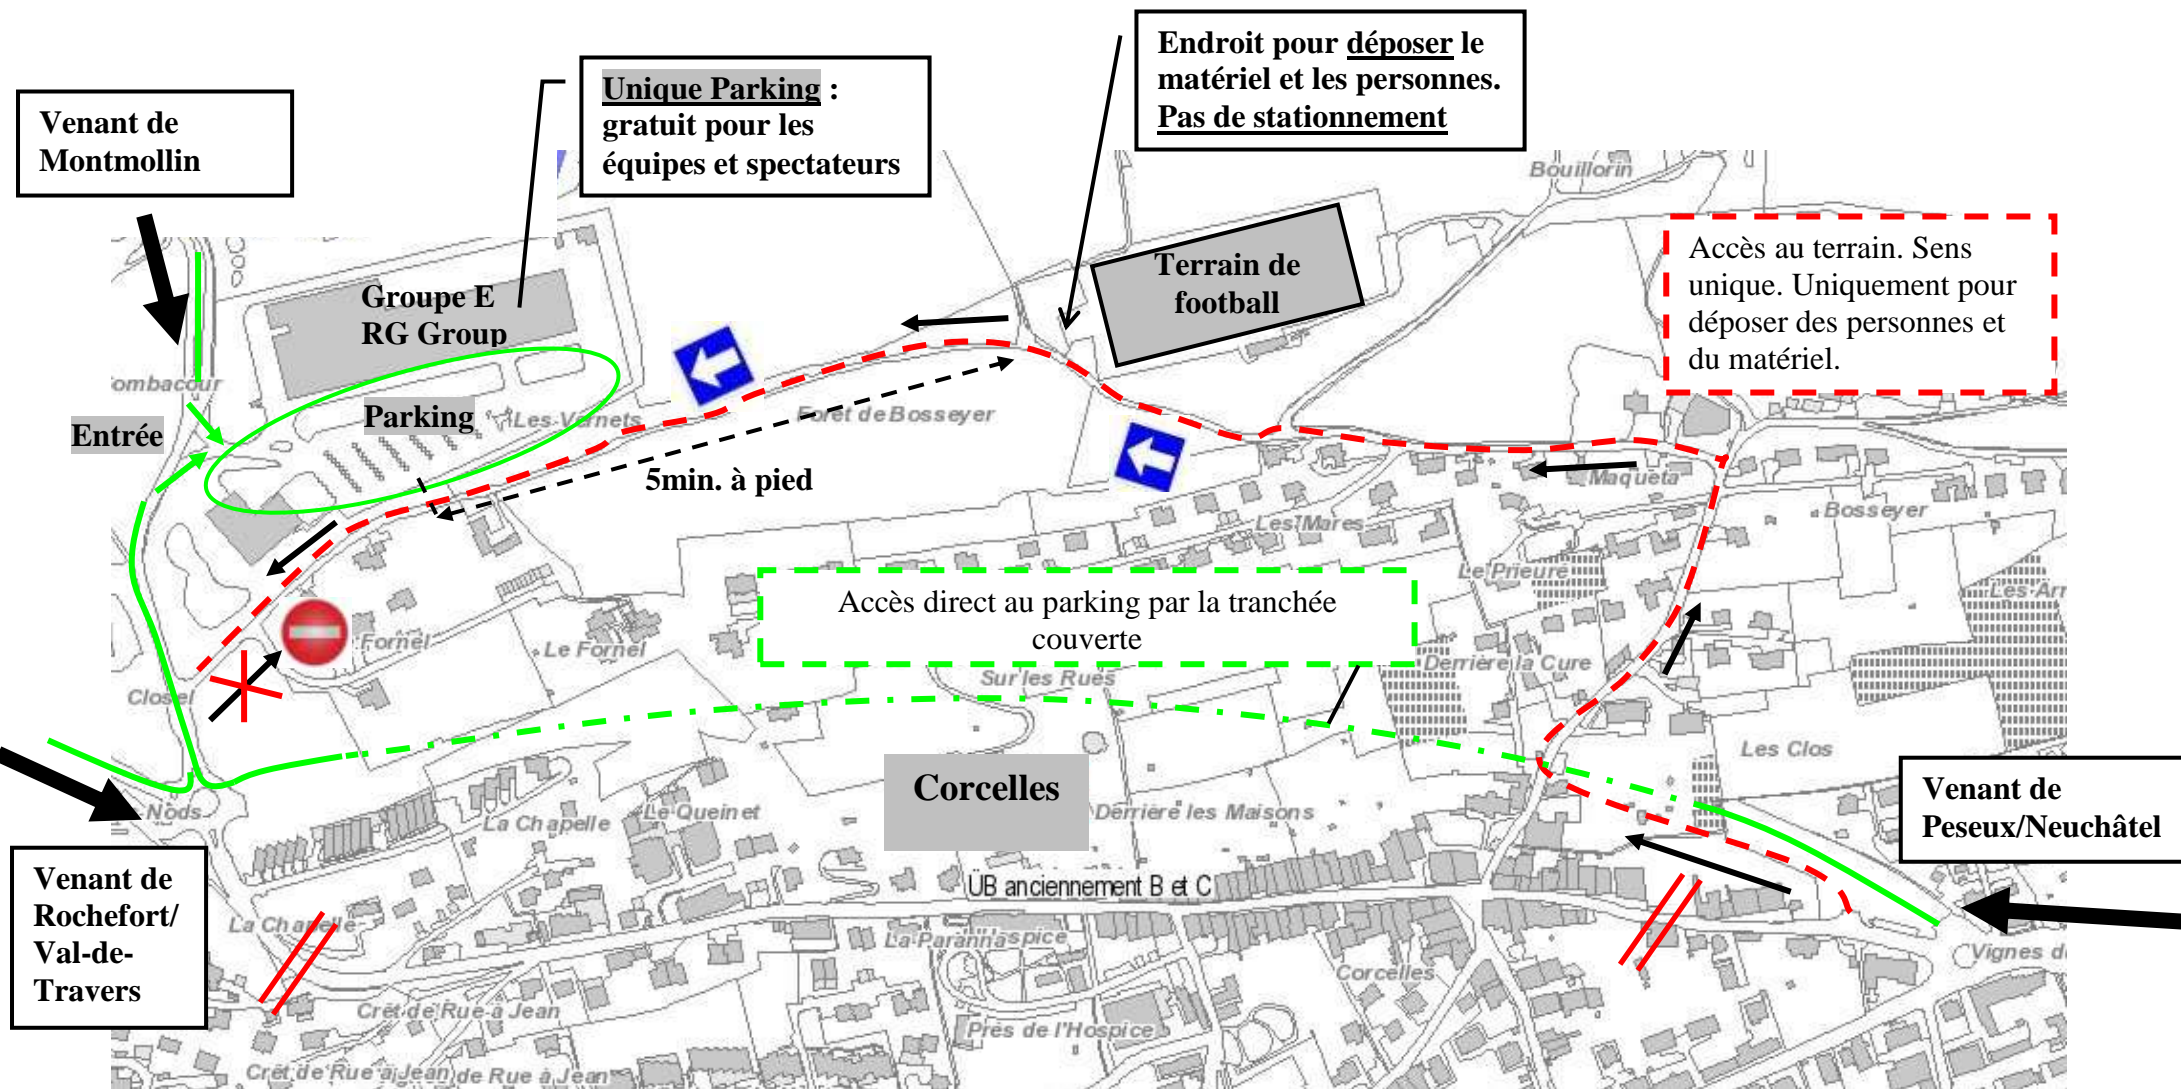 Endroit pour déposer le
matériel et les personnes.
Pas de stationnement
Unique Parking :
gratuit pour les
équipes et spectateurs
Venant de
Montmollin
Bouillorin
Accès au terrain. Sens
unique. Uniquement pour
déposer des personnes et
du matériel.
Terrain de
football
Groupe E
RG Group
ombacour
Entrée
Parking
Les Vernets
Forêt de Bosseyer
5min. à pied
Maqueta
Bosseyer
Les Mares
Le Prieuré
Les Arr
Accès direct au parking par la tranchée
couverte
Fornel
Le Fornel
Derrière la Cure
Sur les Rues
Closel
Les Clos
Corcelles
Venant de
Peseux/Neuchâtel
Nods
La Chapelle
Le Queinet
Derrière les Maisons
Venant de
Rochefort/
Val-de-
Travers
ÜB anciennement B et C
La Chapelle
Corcelles
Vignes d
Crêt de Rue à Jean
Près de l'Hospice
Crêt de Rue à Jean
de Rue à Jean